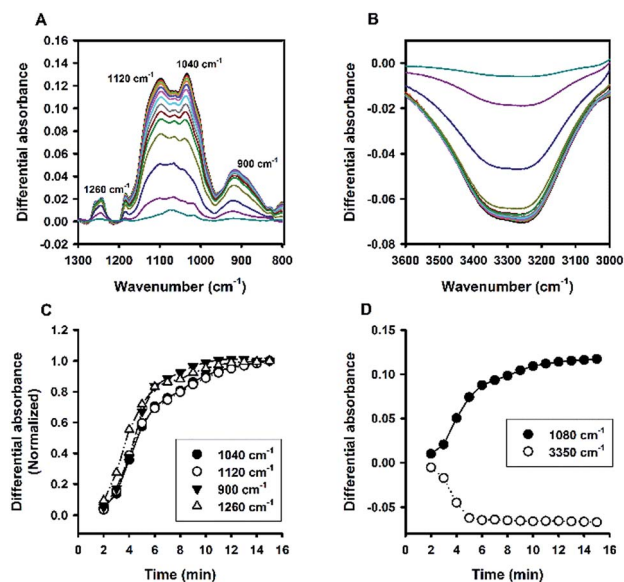 A
0.16
0.14
0.12
0.10
0.08
0.06
0.04
0.02
0.00
-0.02
Differential absorbance
1120 cm-1
1040 cm-1
900 cm-1
1260 cm-1
1300 1200 1100 1000 900 800
Wavenumber (cm-1)
B
0.00
-0.02
-0.04
-0.06
-0.08
Differential absorbance
3600 3500 3400 3300 3200 3100 3000
Wavenumber (cm-1)
C
1.2
1.0
0.8
0.6
0.4
0.2
0.0
Differential absorbance
(Normalized)
1040 cm-1
1120 cm-1
900 cm-1
1260 cm-1
0 2 4 6 8 10 12 14 16
Time (min)
D
0.15
0.10
0.05
0.00
-0.05
Differential absorbance
1080 cm-1
3350 cm-1
0 2 4 6 8 10 12 14 16
Time (min)